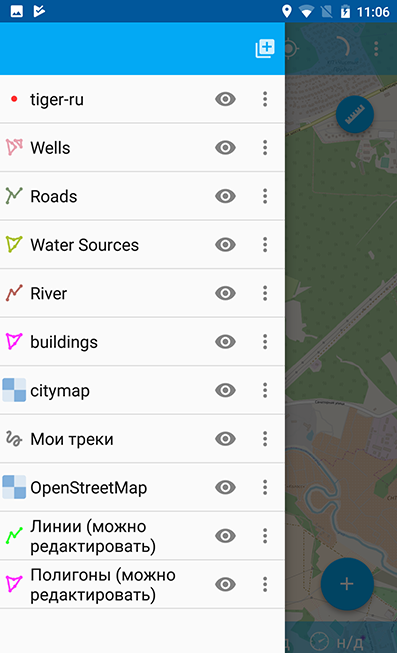 11:06
tiger-ru
Wells
Roads
Water Sources
River
buildings
citymap
Мои треки
OpenStreetMap
Линии (можно
редактировать)
Полигоны (можно
редактировать)
н/д